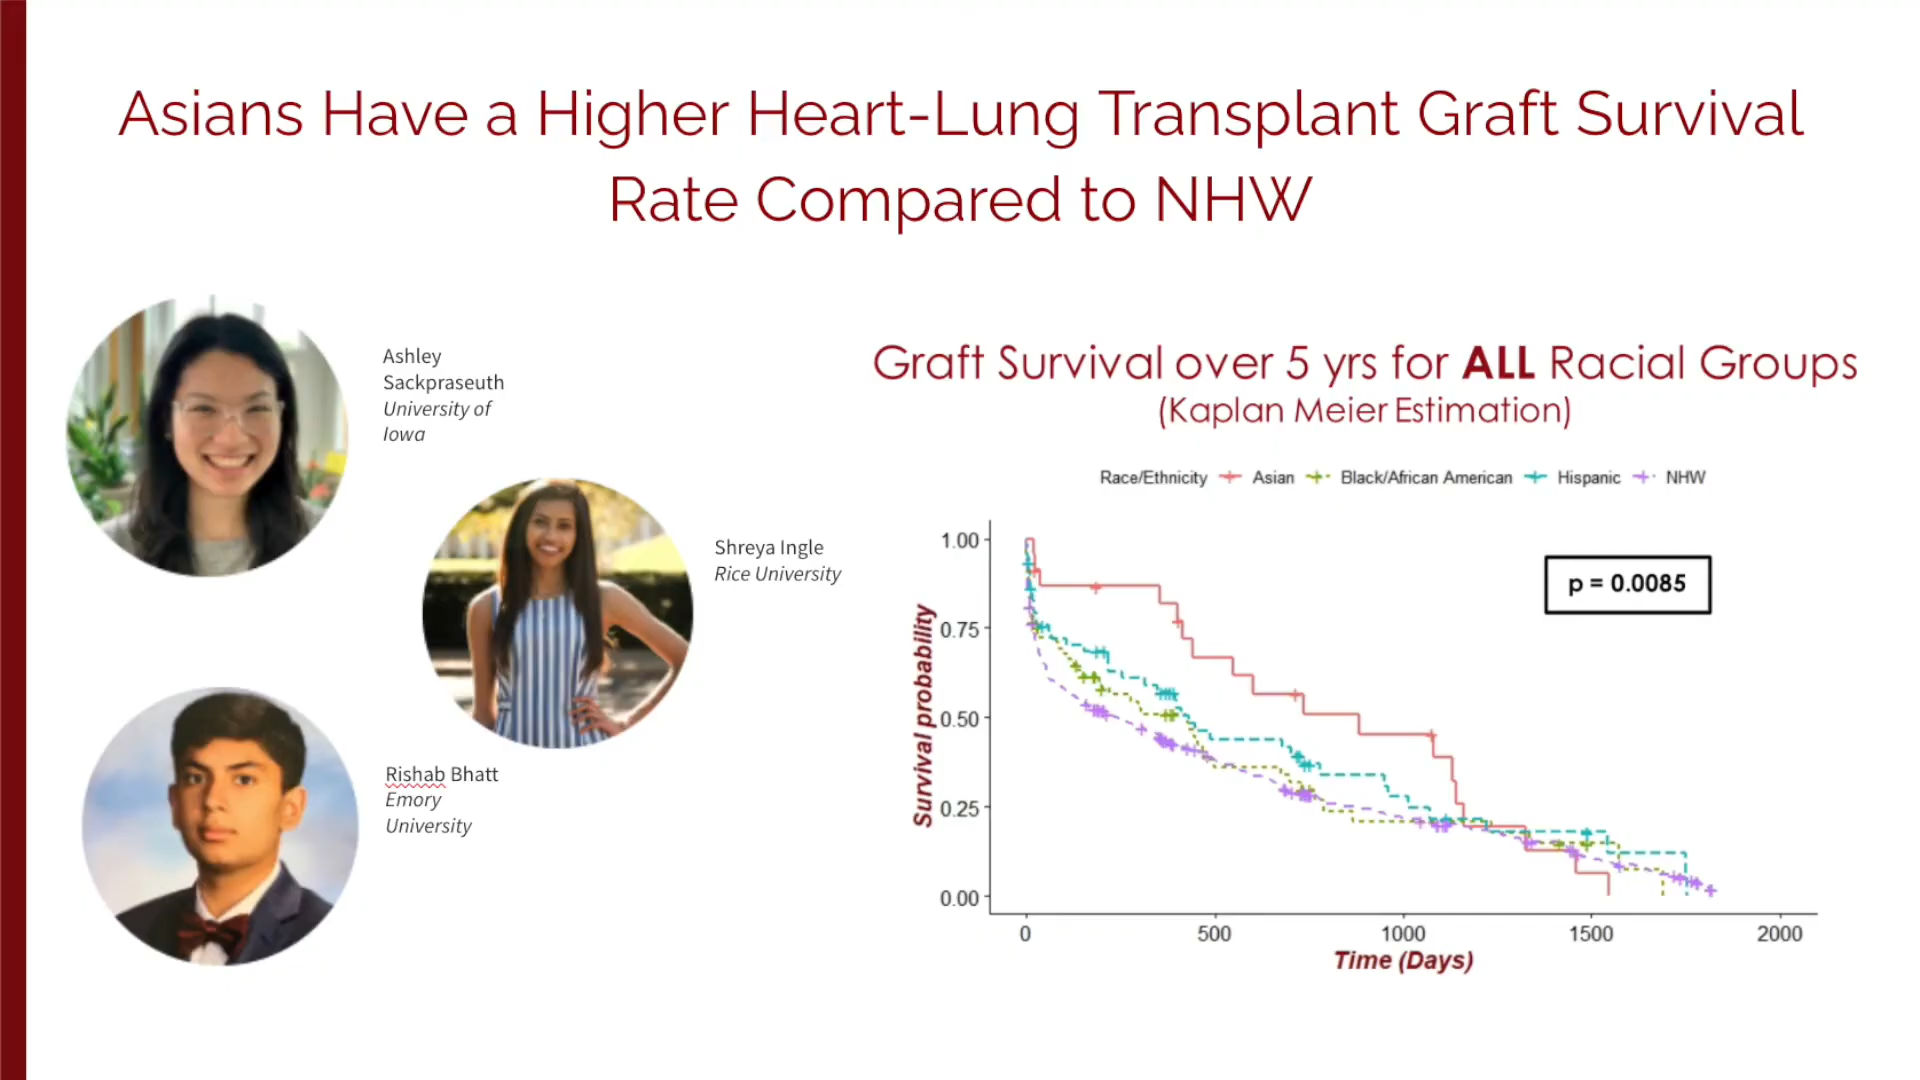 Asians Have a Higher Heart-Lung Transplant Graft Survival
Rate Compared to NHW
Ashley
Sackpraseuth
University of
Iowa
Shreya Ingle
Rice University
Rishab Bhatt
Emory
University
Graft Survival over 5 yrs for ALL Racial Groups
(Kaplan Meier Estimation)
Race/Ethnicity Asian Black/African American Hispanic NHW
p = 0.0085
Survival probability
1.00
0.75
0.50
0.25
0.00
0 500 1000 1500 2000
Time (Days)